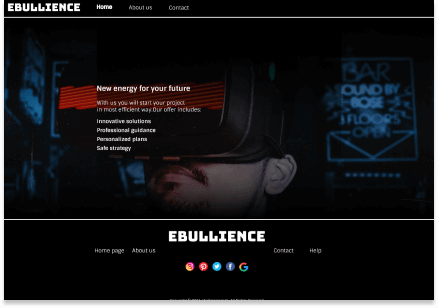 EBULLIENCE Home About us Contact
New energy for your future
With us you will start your project
in most efficient way.Our offer includes:
Innovative solutions
Professional guidance
Personalized plans
Safe strategy
BAR
OUND BY
BOSE
3 FLOORS
OPEN
EBULLIENCE
Home page About us Contact Help